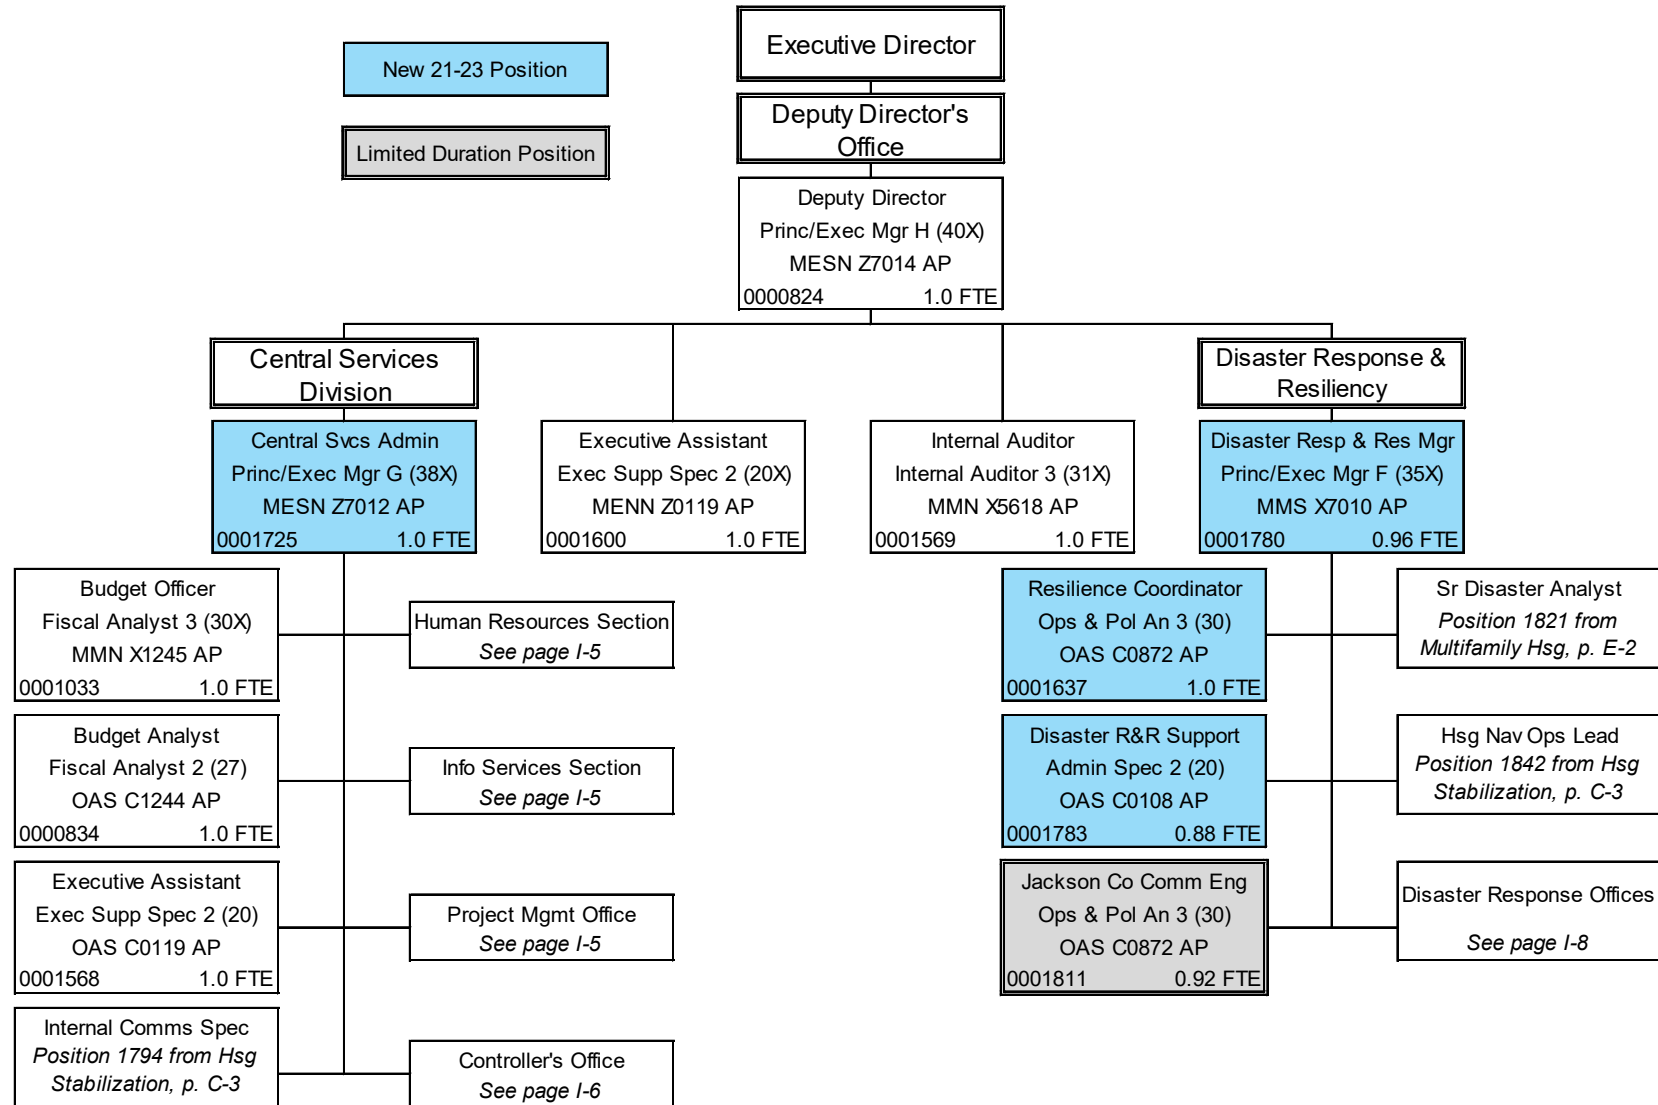 New 21-23 Position
Limited Duration Position
Executive Director
Deputy Director's
Office
Deputy Director
Princ/Exec Mgr H (40X)
MESN Z7014 AP
0000824 1.0 FTE
Central Services
Division
Disaster Response &
Resiliency
Central Svcs Admin
Princ/Exec Mgr G (38X)
MESN Z7012 AP
0001725 1.0 FTE
Executive Assistant
Exec Supp Spec 2 (20X)
MENN Z0119 AP
0001600 1.0 FTE
Internal Auditor
Internal Auditor 3 (31X)
MMN X5618 AP
0001569 1.0 FTE
Disaster Resp & Res Mgr
Princ/Exec Mgr F (35X)
MMS X7010 AP
0001780 0.96 FTE
Budget Officer
Fiscal Analyst 3 (30X)
MMN X1245 AP
0001033 1.0 FTE
Human Resources Section
See page I-5
Resilience Coordinator
Ops & Pol An 3 (30)
OAS C0872 AP
0001637 1.0 FTE
Sr Disaster Analyst
Position 1821 from
Multifamily Hsg, p. E-2
Budget Analyst
Fiscal Analyst 2 (27)
OAS C1244 AP
0000834 1.0 FTE
Info Services Section
See page I-5
Disaster R&R Support
Admin Spec 2 (20)
OAS C0108 AP
0001783 0.88 FTE
Hsg Nav Ops Lead
Position 1842 from Hsg
Stabilization, p. C-3
Executive Assistant
Exec Supp Spec 2 (20)
OAS C0119 AP
0001568 1.0 FTE
Project Mgmt Office
See page I-5
Jackson Co Comm Eng
Ops & Pol An 3 (30)
OAS C0872 AP
0001811 0.92 FTE
Disaster Response Offices
See page I-8
Internal Comms Spec
Position 1794 from Hsg
Stabilization, p. C-3
Controller's Office
See page I-6